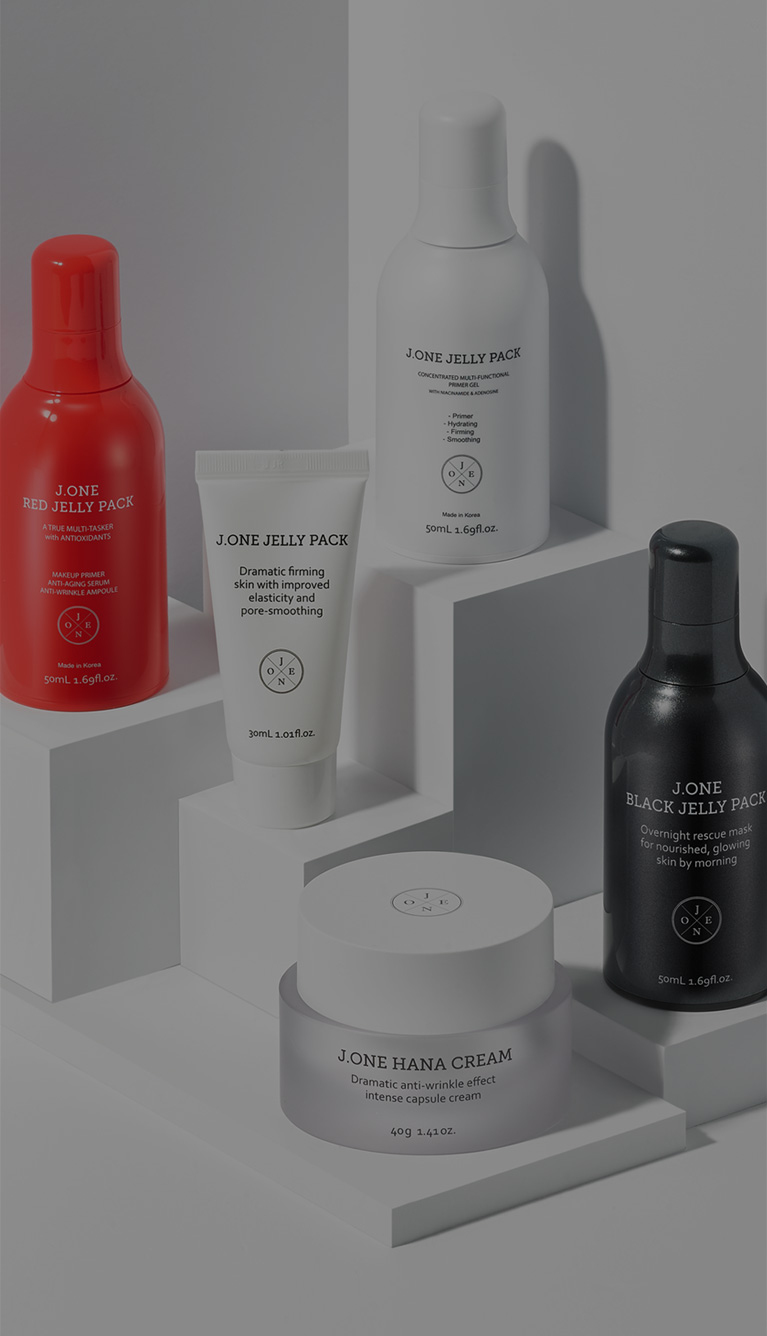 J.ONE JELLY PACK
CONCENTRATED MULTI-FUNCTIONAL
PRIMER GEL
WITH NIACINAMIDE & ADENOSINE
- Primer
- Hydrating
- Firming
- Smoothing
J
O E
N
Made in Korea
50mL 1.69fl.oz.
J.ONE
RED JELLY PACK
A TRUE MULTI-TASKER
with ANTIOXIDANTS
MAKEUP PRIMER
ANTI-AGING SERUM
ANTI-WRINKLE AMPOULE
J
O E
N
Made in Korea
50mL 1.69fl.oz.
J.ONE JELLY PACK
Dramatic firming
skin with improved
elasticity and
pore-smoothing
J
O E
N
30mL 1.01fl.oz.
J.ONE
BLACK JELLY PACK
Overnight rescue mask
for nourished, glowing
skin by morning
J
O E
N
50mL 1.69fl.oz.
J
O E
N
J.ONE HANA CREAM
Dramatic anti-wrinkle effect
intense capsule cream
40g 1.41oz.